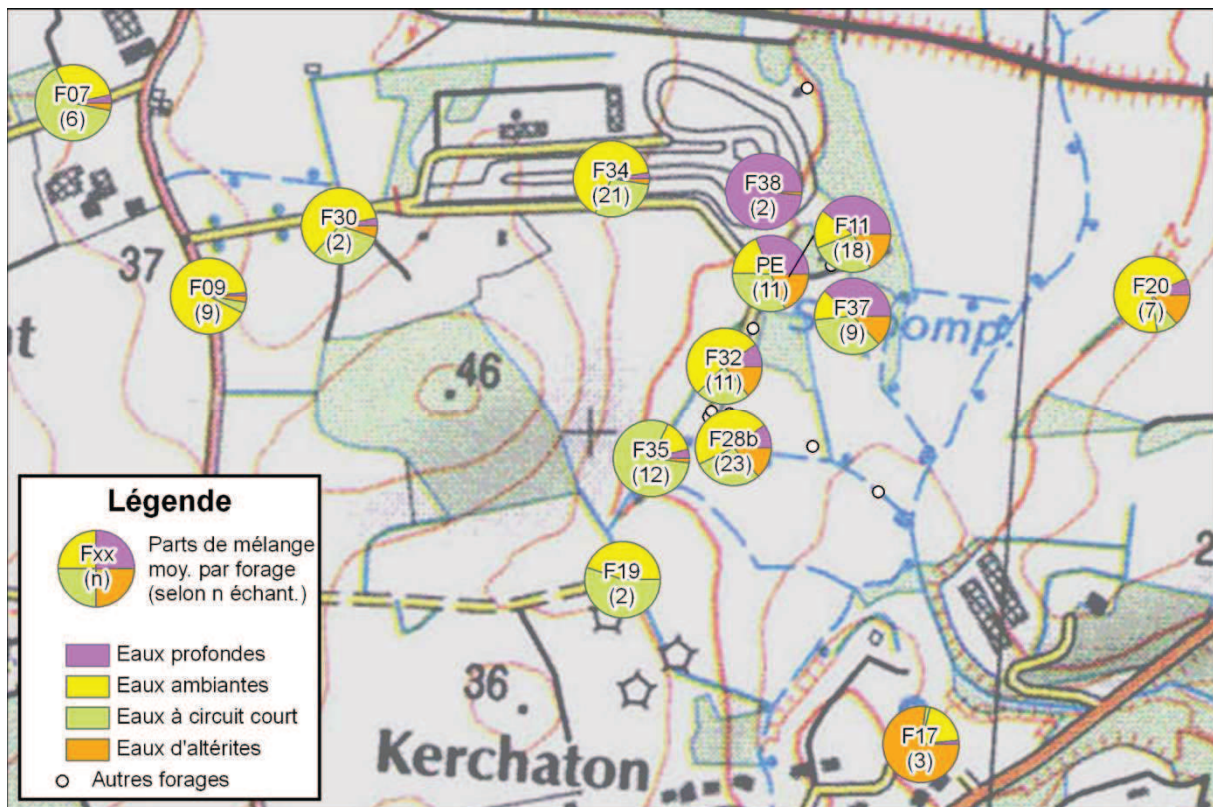 F07
(6)
F34
(21)
F38
(2)
F30
(2)
F11
(18)
37
PE
(11)
F09
(9)
F37
(9)
F20
(7)
F32
(11)
46
F35
(12)
F28b
(23)
F19
(2)
36
Kerchaton
F17
(3)
Légende
Fxx
(n)
Parts de mélange
moy. par forage
(selon n échant.)
Eaux profondes
Eaux ambiantes
Eaux à circuit court
Eaux d'altérites
Autres forages